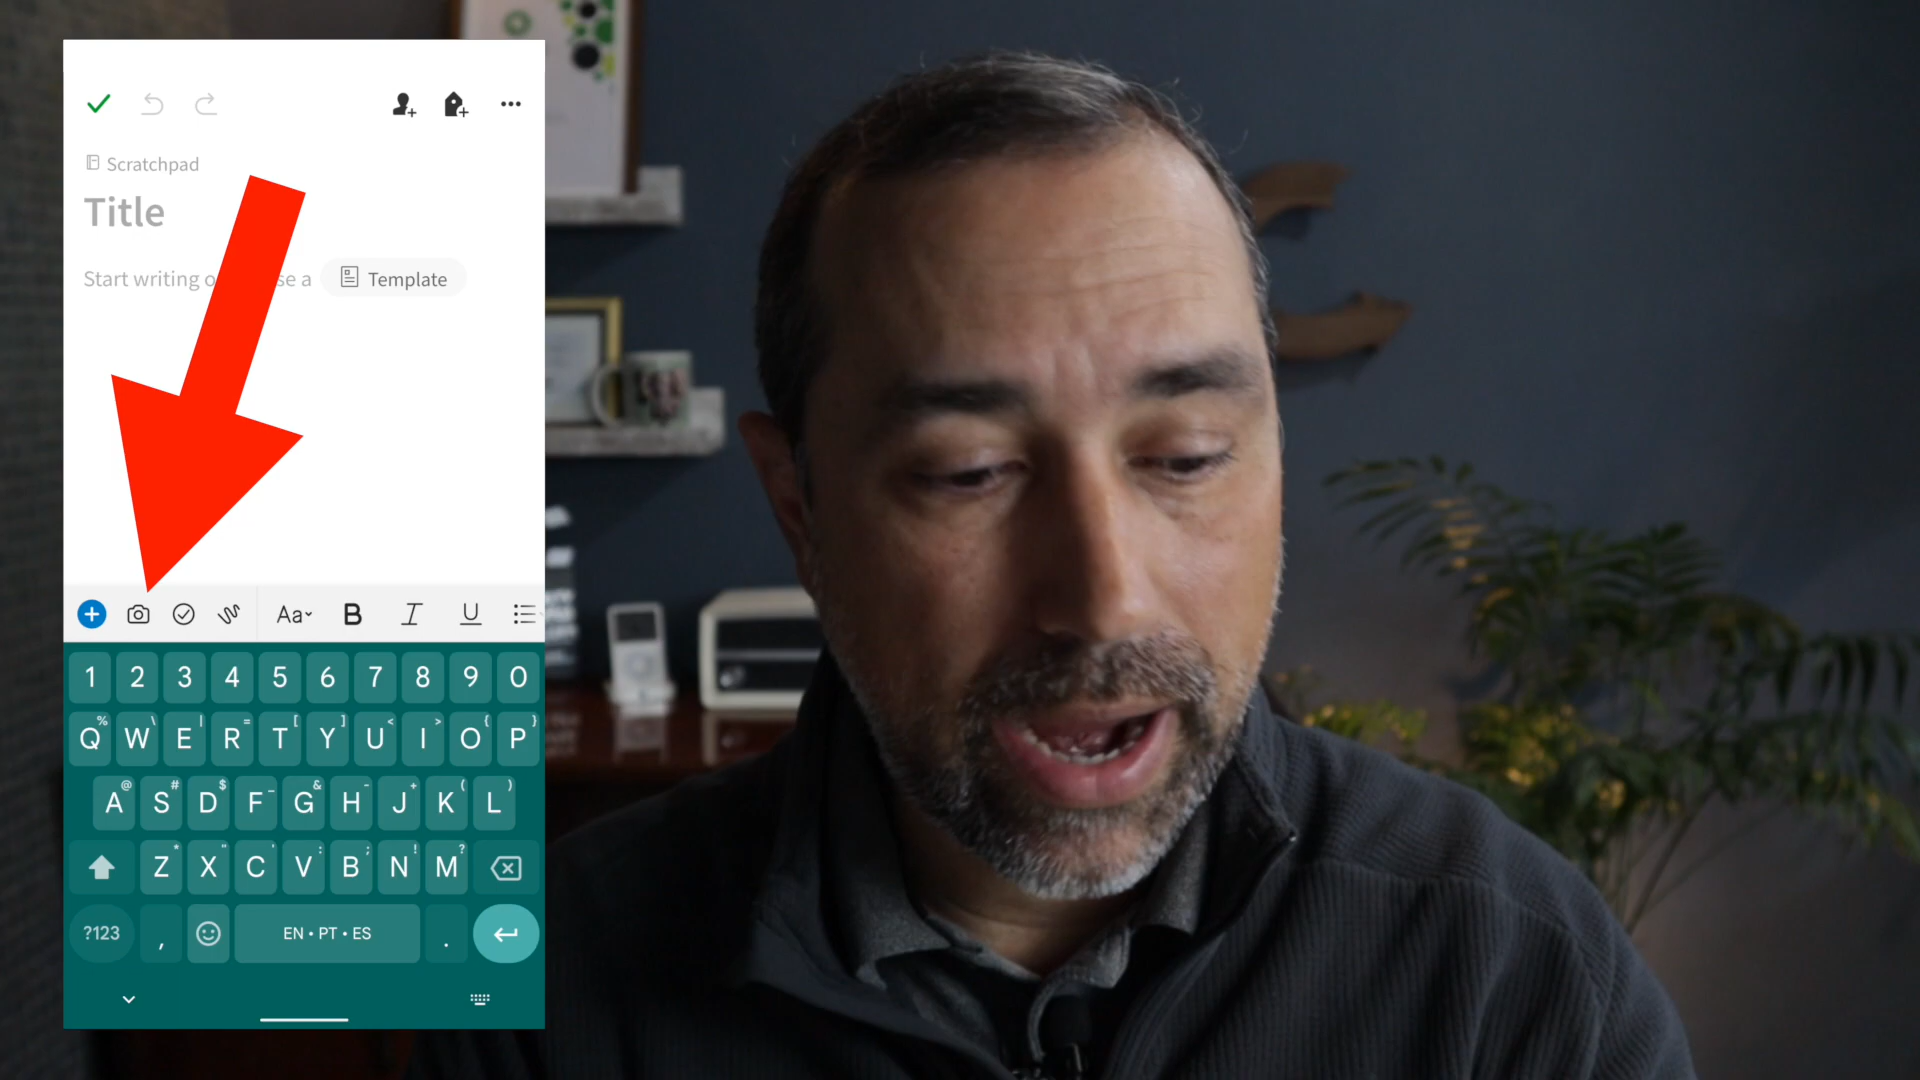 Scratchpad
Title
Start writing o se a Template
Aa B I U
1 2 3 4 5 6 7 8 9 0
% \ | = [ ] < > { }
Q W E R T Y U I O P
@ # $ _ & - + ( )
A S D F G H J K L
* " ' : ; ! ?
Z X C V B N M
?123 , EN • PT • ES .